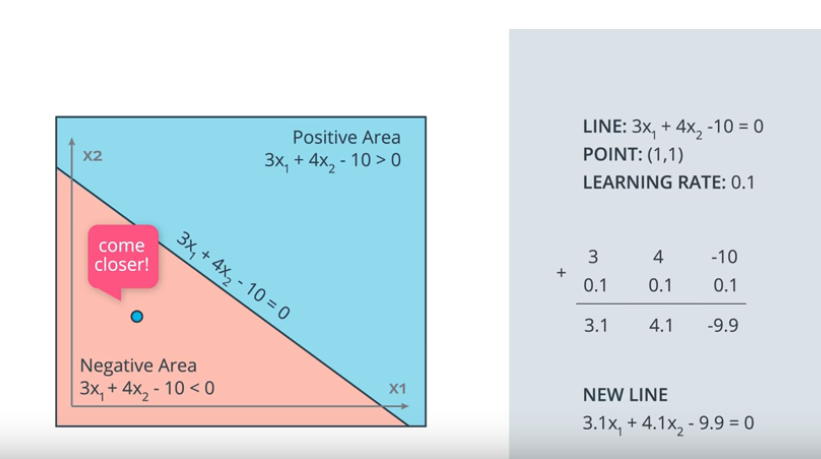 Positive Area
3x₁ + 4x₂ - 10 > 0
X2
come
closer!
3x₁ + 4x₂ - 10 = 0
Negative Area
3x₁ + 4x₂ - 10 < 0
X1
LINE: 3x₁ + 4x₂ -10 = 0
POINT: (1,1)
LEARNING RATE: 0.1
3 4 -10
+
0.1 0.1 0.1
3.1 4.1 -9.9
NEW LINE
3.1x₁ + 4.1x₂ - 9.9 = 0